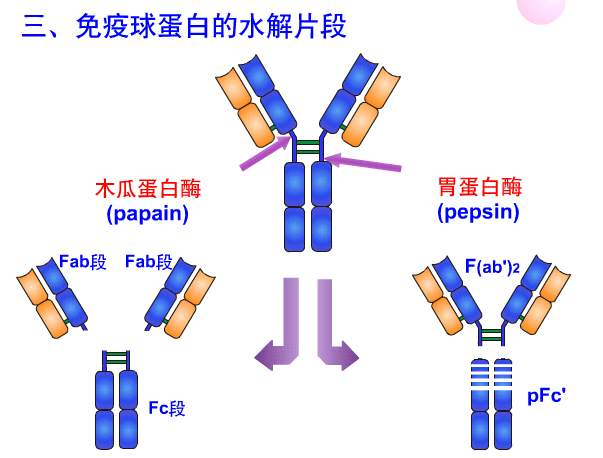 三、免疫球蛋白的水解片段
木瓜蛋白酶
(papain)
胃蛋白酶
(pepsin)
Fab段
Fab段
F(ab')2
Fc段
pFc'